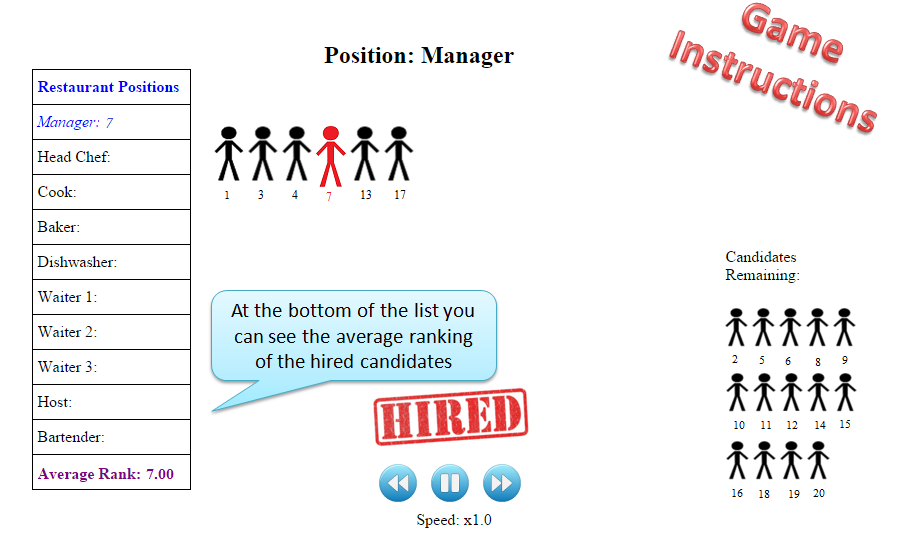 Game
Instructions
Position: Manager
Restaurant Positions
Manager: 7
Head Chef:
Cook:
Baker:
Dishwasher:
Waiter 1:
Waiter 2:
Waiter 3:
Host:
Bartender:
Average Rank: 7.00
1 3 4 7 13 17
At the bottom of the list you
can see the average ranking
of the hired candidates
HIRED
Speed: x1.0
Candidates
Remaining:
2 5 6 8 9
10 11 12 14 15
16 18 19 20